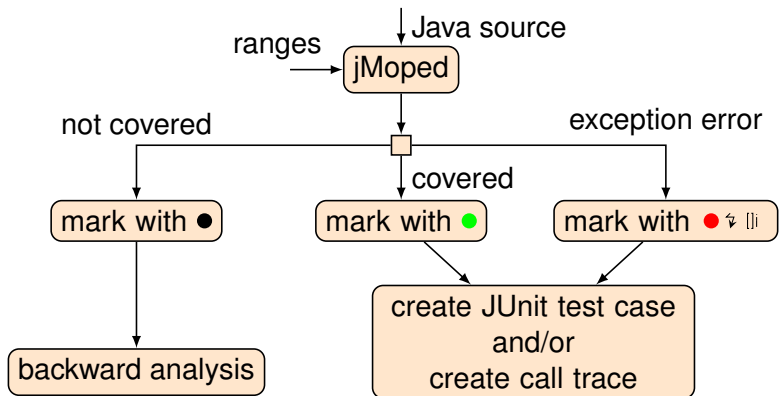 Java source
ranges
jMoped
not covered
exception error
covered
mark with
mark with
mark with []i
create JUnit test case
and/or
create call trace
backward analysis